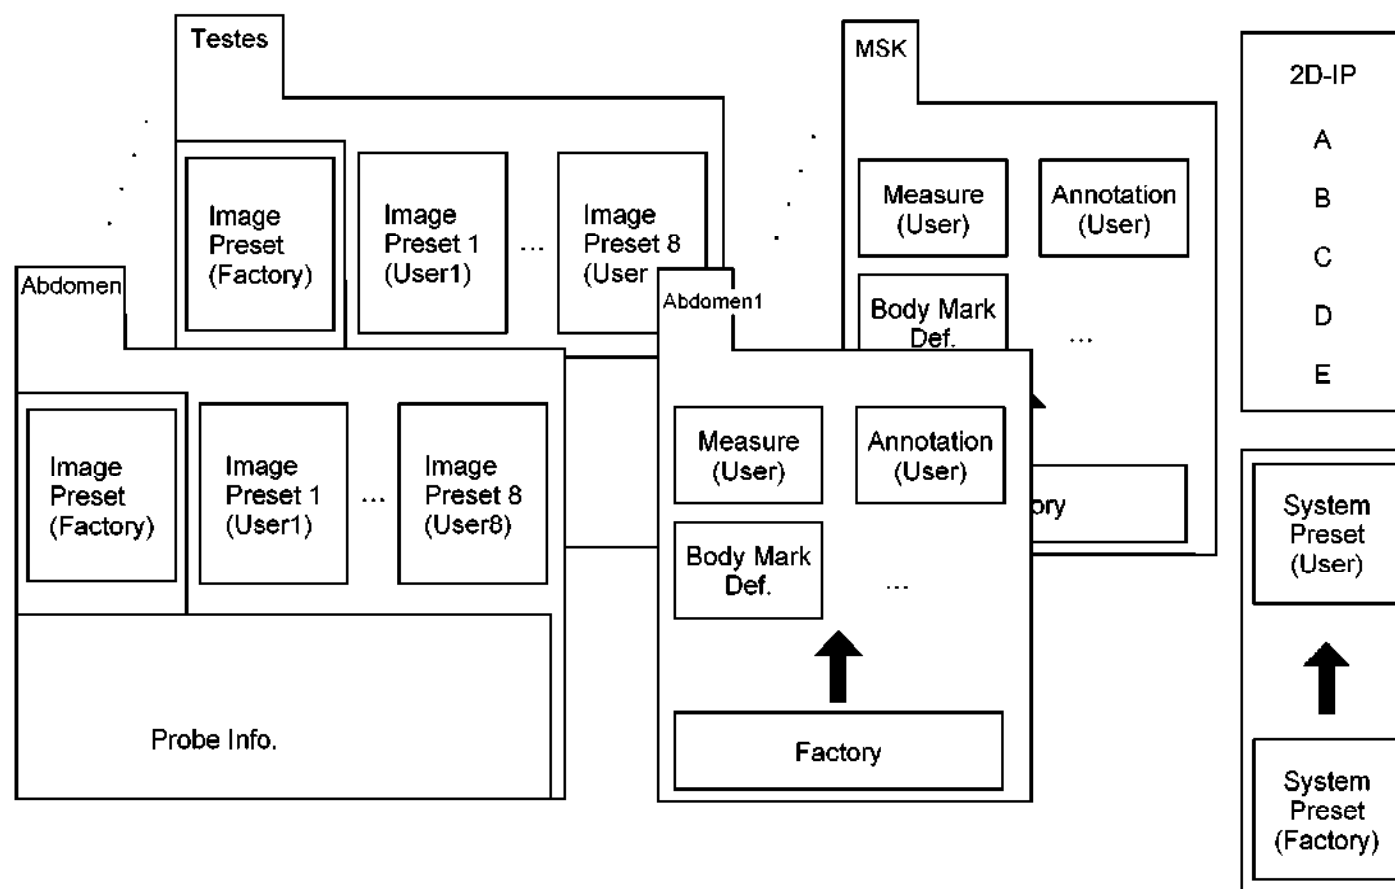 Testes
Image
Preset
(Factory)
Image
Preset 1
(User1)
...
Image
Preset 8
(User
Abdomen
Image
Preset
(Factory)
Image
Preset 1
(User1)
...
Image
Preset 8
(User8)
Probe Info.
MSK
Measure
(User)
Annotation
(User)
Body Mark
Def.
...
ory
Abdomen1
Measure
(User)
Annotation
(User)
Body Mark
Def.
...
Factory
2D-IP
A
B
C
D
E
System
Preset
(User)
System
Preset
(Factory)